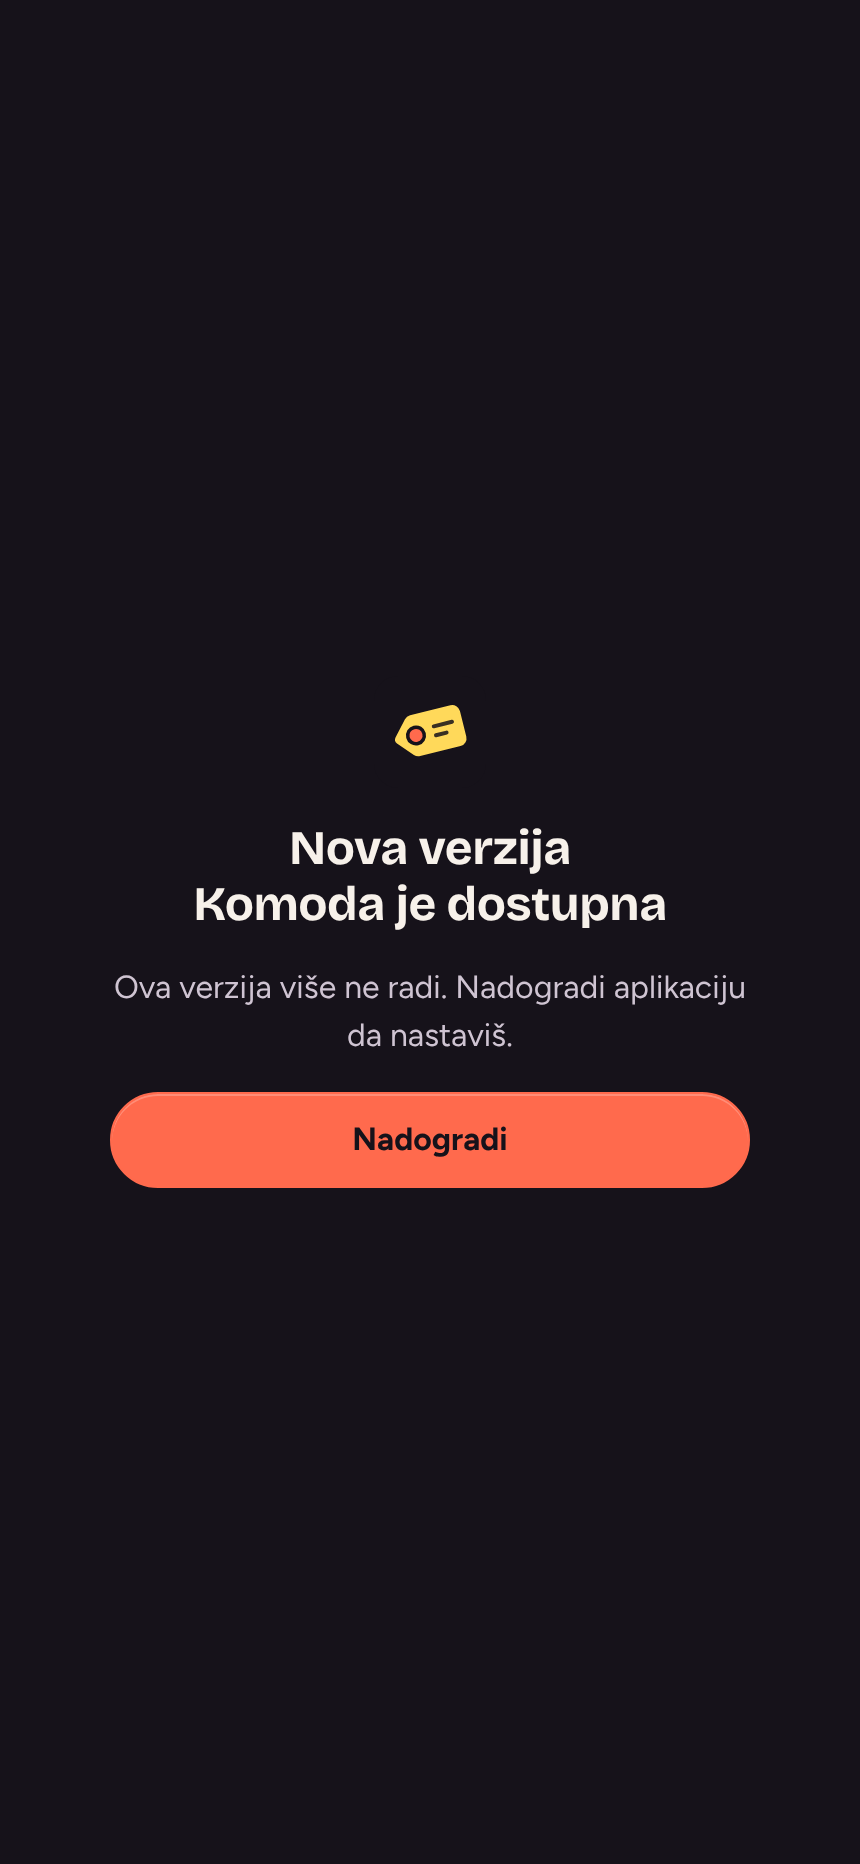 Nova verzija
Komoda je dostupna
Ova verzija više ne radi. Nadogradi aplikaciju
da nastaviš.
Nadogradi